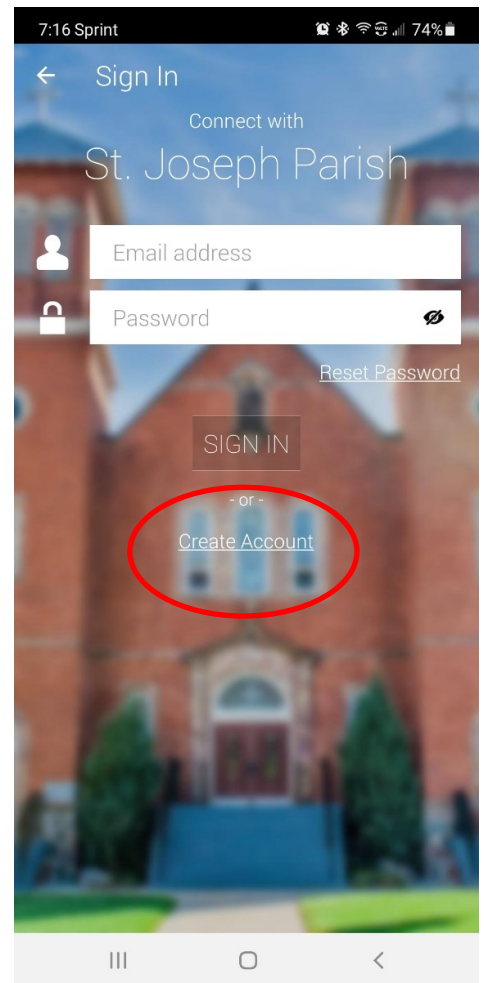 7:16 Sprint 74%
Sign In
Connect with
St. Joseph Parish
Email address
Password
Reset Password
SIGN IN
- or -
Create Account